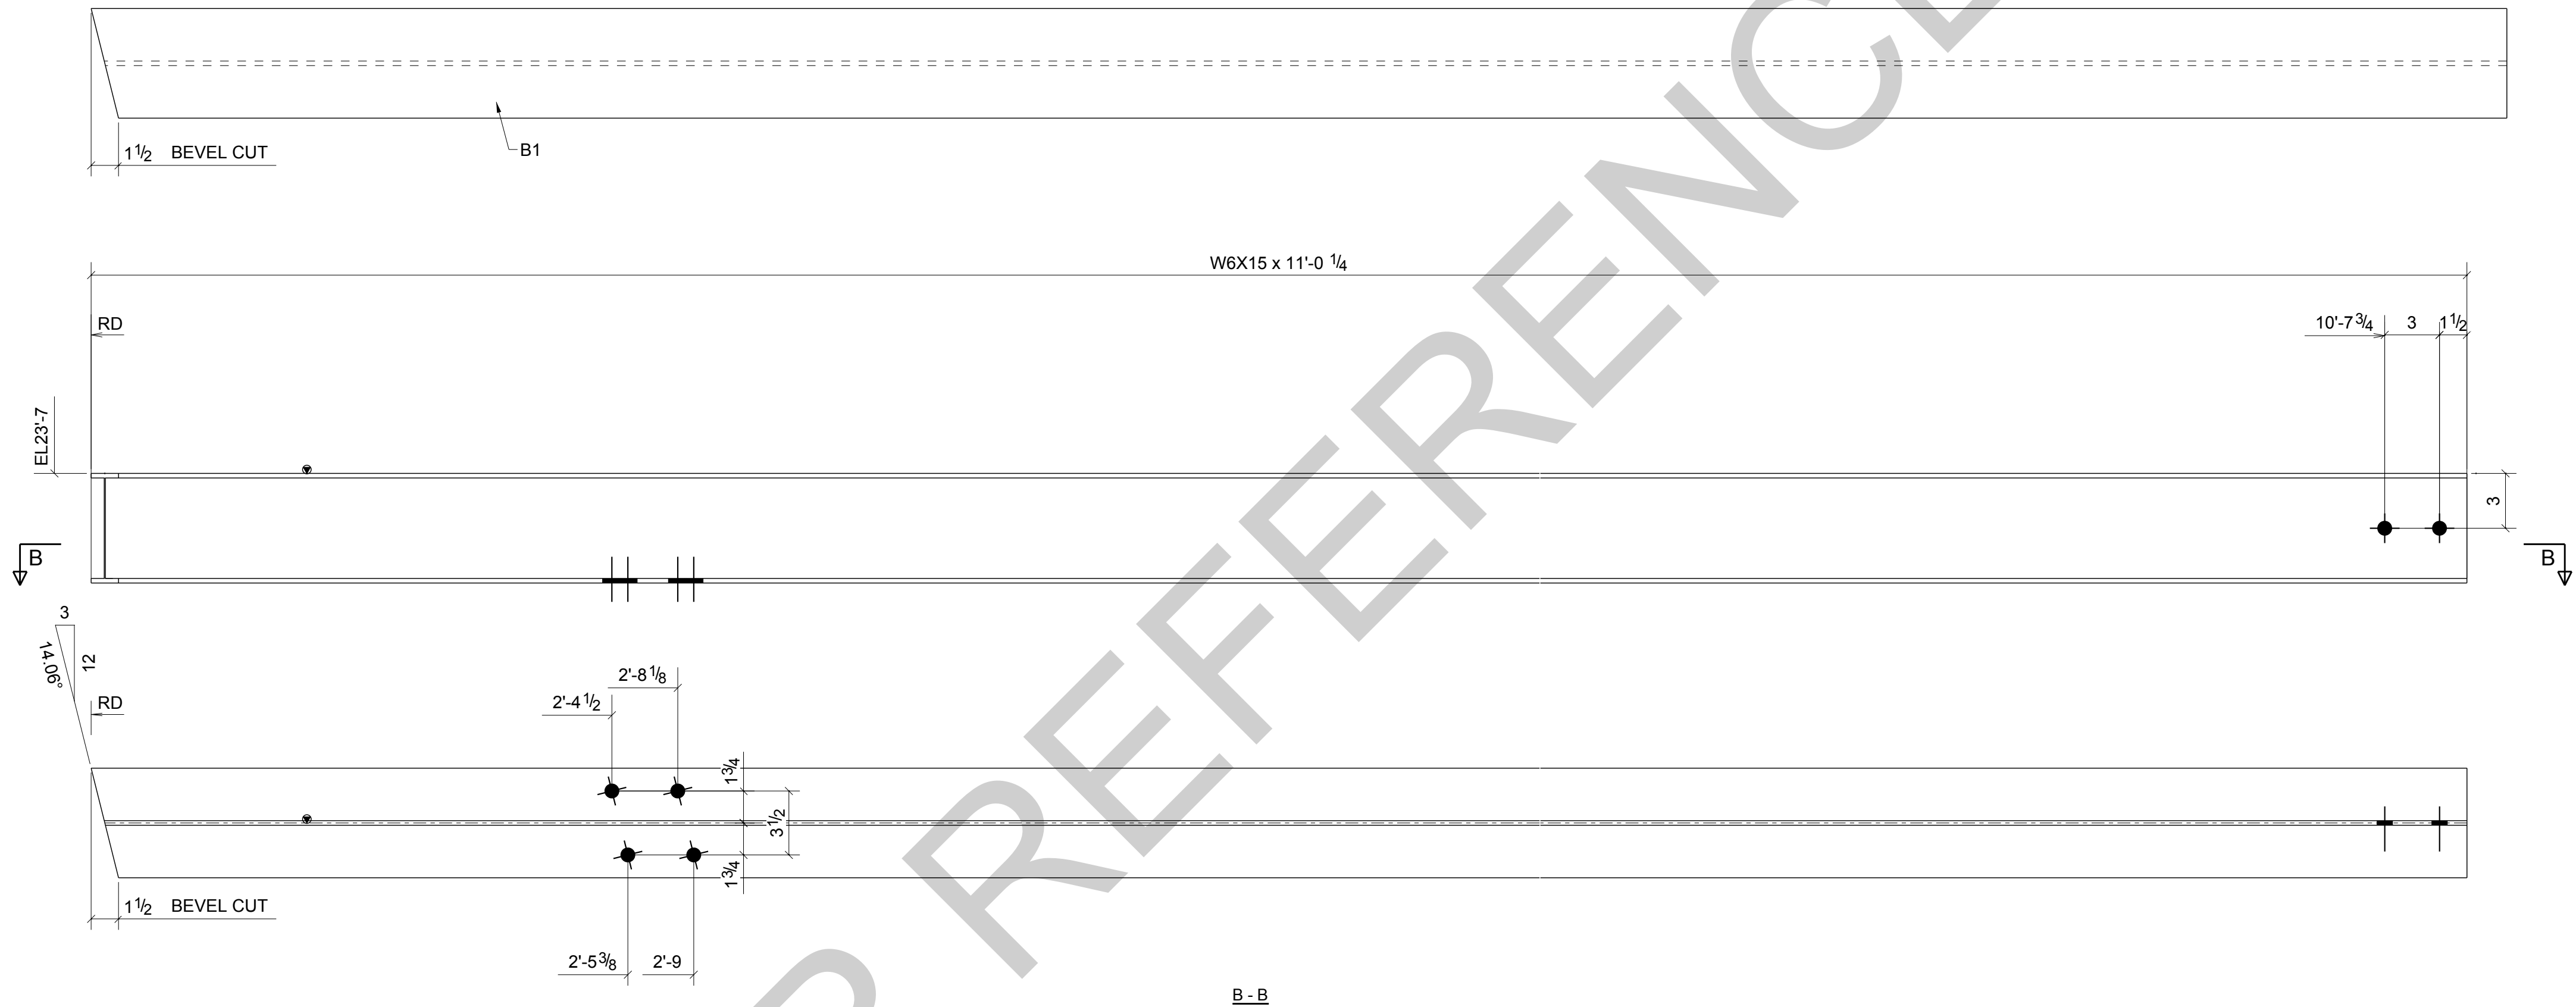 1 1/2 BEVEL CUT
B1
W6X15 x 11'-0 1/4
RD
10'-7 3/4 3 1 1/2
EL23'-7
3
B B
3
12
14.06°
RD
2'-8 1/8
2'-4 1/2
1 3/4
3 1/2
1 3/4
1 1/2 BEVEL CUT
2'-5 3/8 2'-9
B - B
R REFERENCE